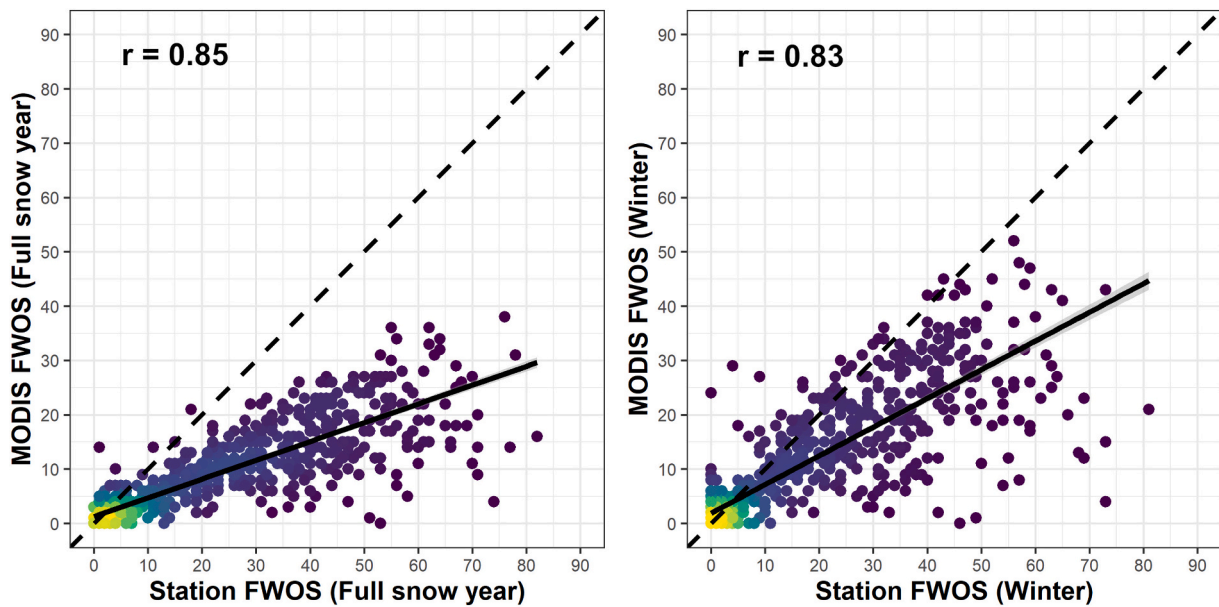 r = 0.85
MODIS FWOS (Full snow year)
90
80
70
60
50
40
30
20
10
0
0 10 20 30 40 50 60 70 80 90
Station FWOS (Full snow year)
r = 0.83
MODIS FWOS (Winter)
90
80
70
60
50
40
30
20
10
0
0 10 20 30 40 50 60 70 80 90
Station FWOS (Winter)